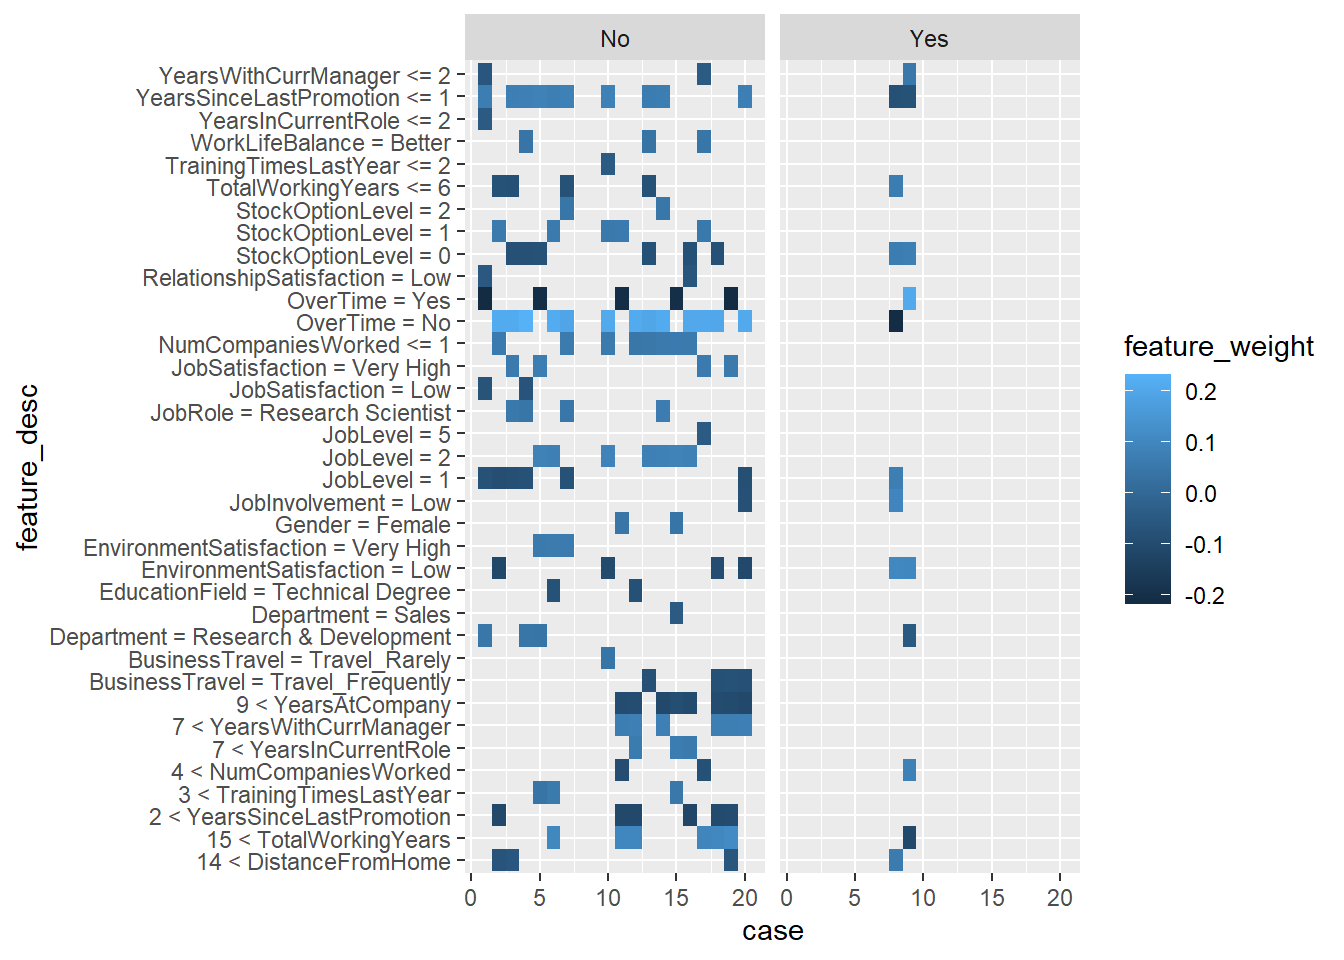 No
Yes
YearsWithCurrManager <= 2
YearsSinceLastPromotion <= 1
YearsInCurrentRole <= 2
WorkLifeBalance = Better
TrainingTimesLastYear <= 2
TotalWorkingYears <= 6
StockOptionLevel = 2
StockOptionLevel = 1
StockOptionLevel = 0
RelationshipSatisfaction = Low
OverTime = Yes
OverTime = No
NumCompaniesWorked <= 1
JobSatisfaction = Very High
JobSatisfaction = Low
JobRole = Research Scientist
JobLevel = 5
JobLevel = 2
JobLevel = 1
JobInvolvement = Low
Gender = Female
EnvironmentSatisfaction = Very High
EnvironmentSatisfaction = Low
EducationField = Technical Degree
Department = Sales
Department = Research & Development
BusinessTravel = Travel_Rarely
BusinessTravel = Travel_Frequently
9 < YearsAtCompany
7 < YearsWithCurrManager
7 < YearsInCurrentRole
4 < NumCompaniesWorked
3 < TrainingTimesLastYear
2 < YearsSinceLastPromotion
15 < TotalWorkingYears
14 < DistanceFromHome
feature_desc
0 5 10 15 20 0 5 10 15 20
case
feature_weight
0.2
0.1
0.0
-0.1
-0.2